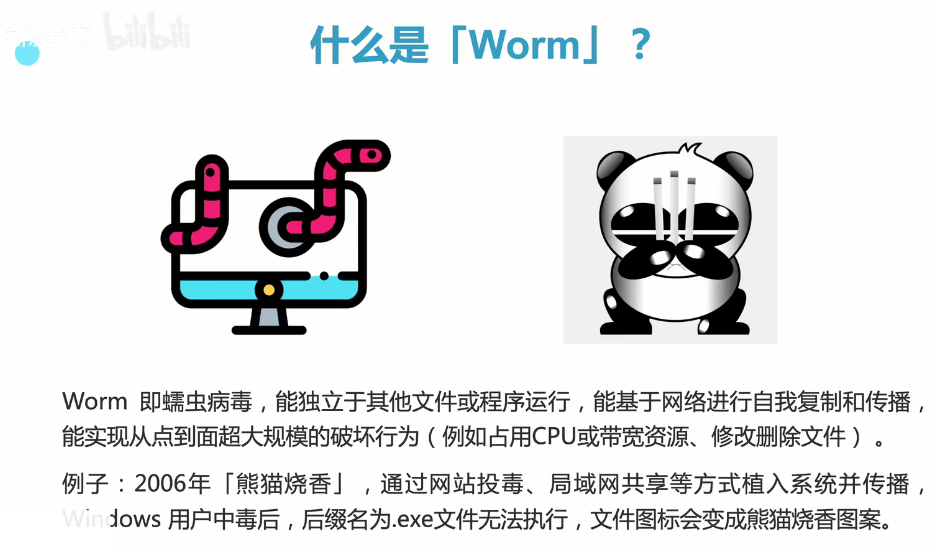 bilibili
什么是「Worm」？
Worm 即蠕虫病毒，能独立于其他文件或程序运行，能基于网络进行自我复制和传播，
能实现从点到面超大规模的破坏行为（例如占用CPU或带宽资源、修改删除文件）。
例子：2006年「熊猫烧香」，通过网站投毒、局域网共享等方式植入系统并传播，
Windows 用户中毒后，后缀名为.exe文件无法执行，文件图标会变成熊猫烧香图案。